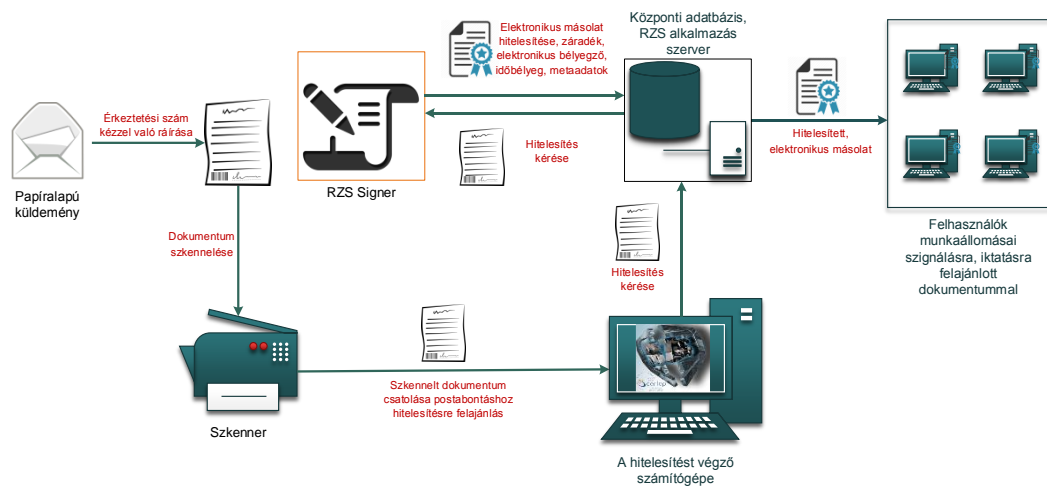 Elektronikus másolat
hitelesítése, záradék,
elektronikus bélyegző,
időbélyeg, metaadatok
Központi adatbázis,
RZS alkalmazás
szerver
Érkeztetési szám
kézzel való ráírása
Papíralapú
küldemény
RZS Signer
Hitelesítés
kérése
Hitelesített,
elektronikus másolat
Felhasználók
munkaállomásai
szignálásra, iktatásra
felajánlott
dokumentummal
Dokumentum
szkennelése
Hitelesítés
kérése
Szkennelt dokumentum
csatolása postabontáshoz
hitelesítésre felajánlás
Szkenner
A hitelesítést végző
számítógépe